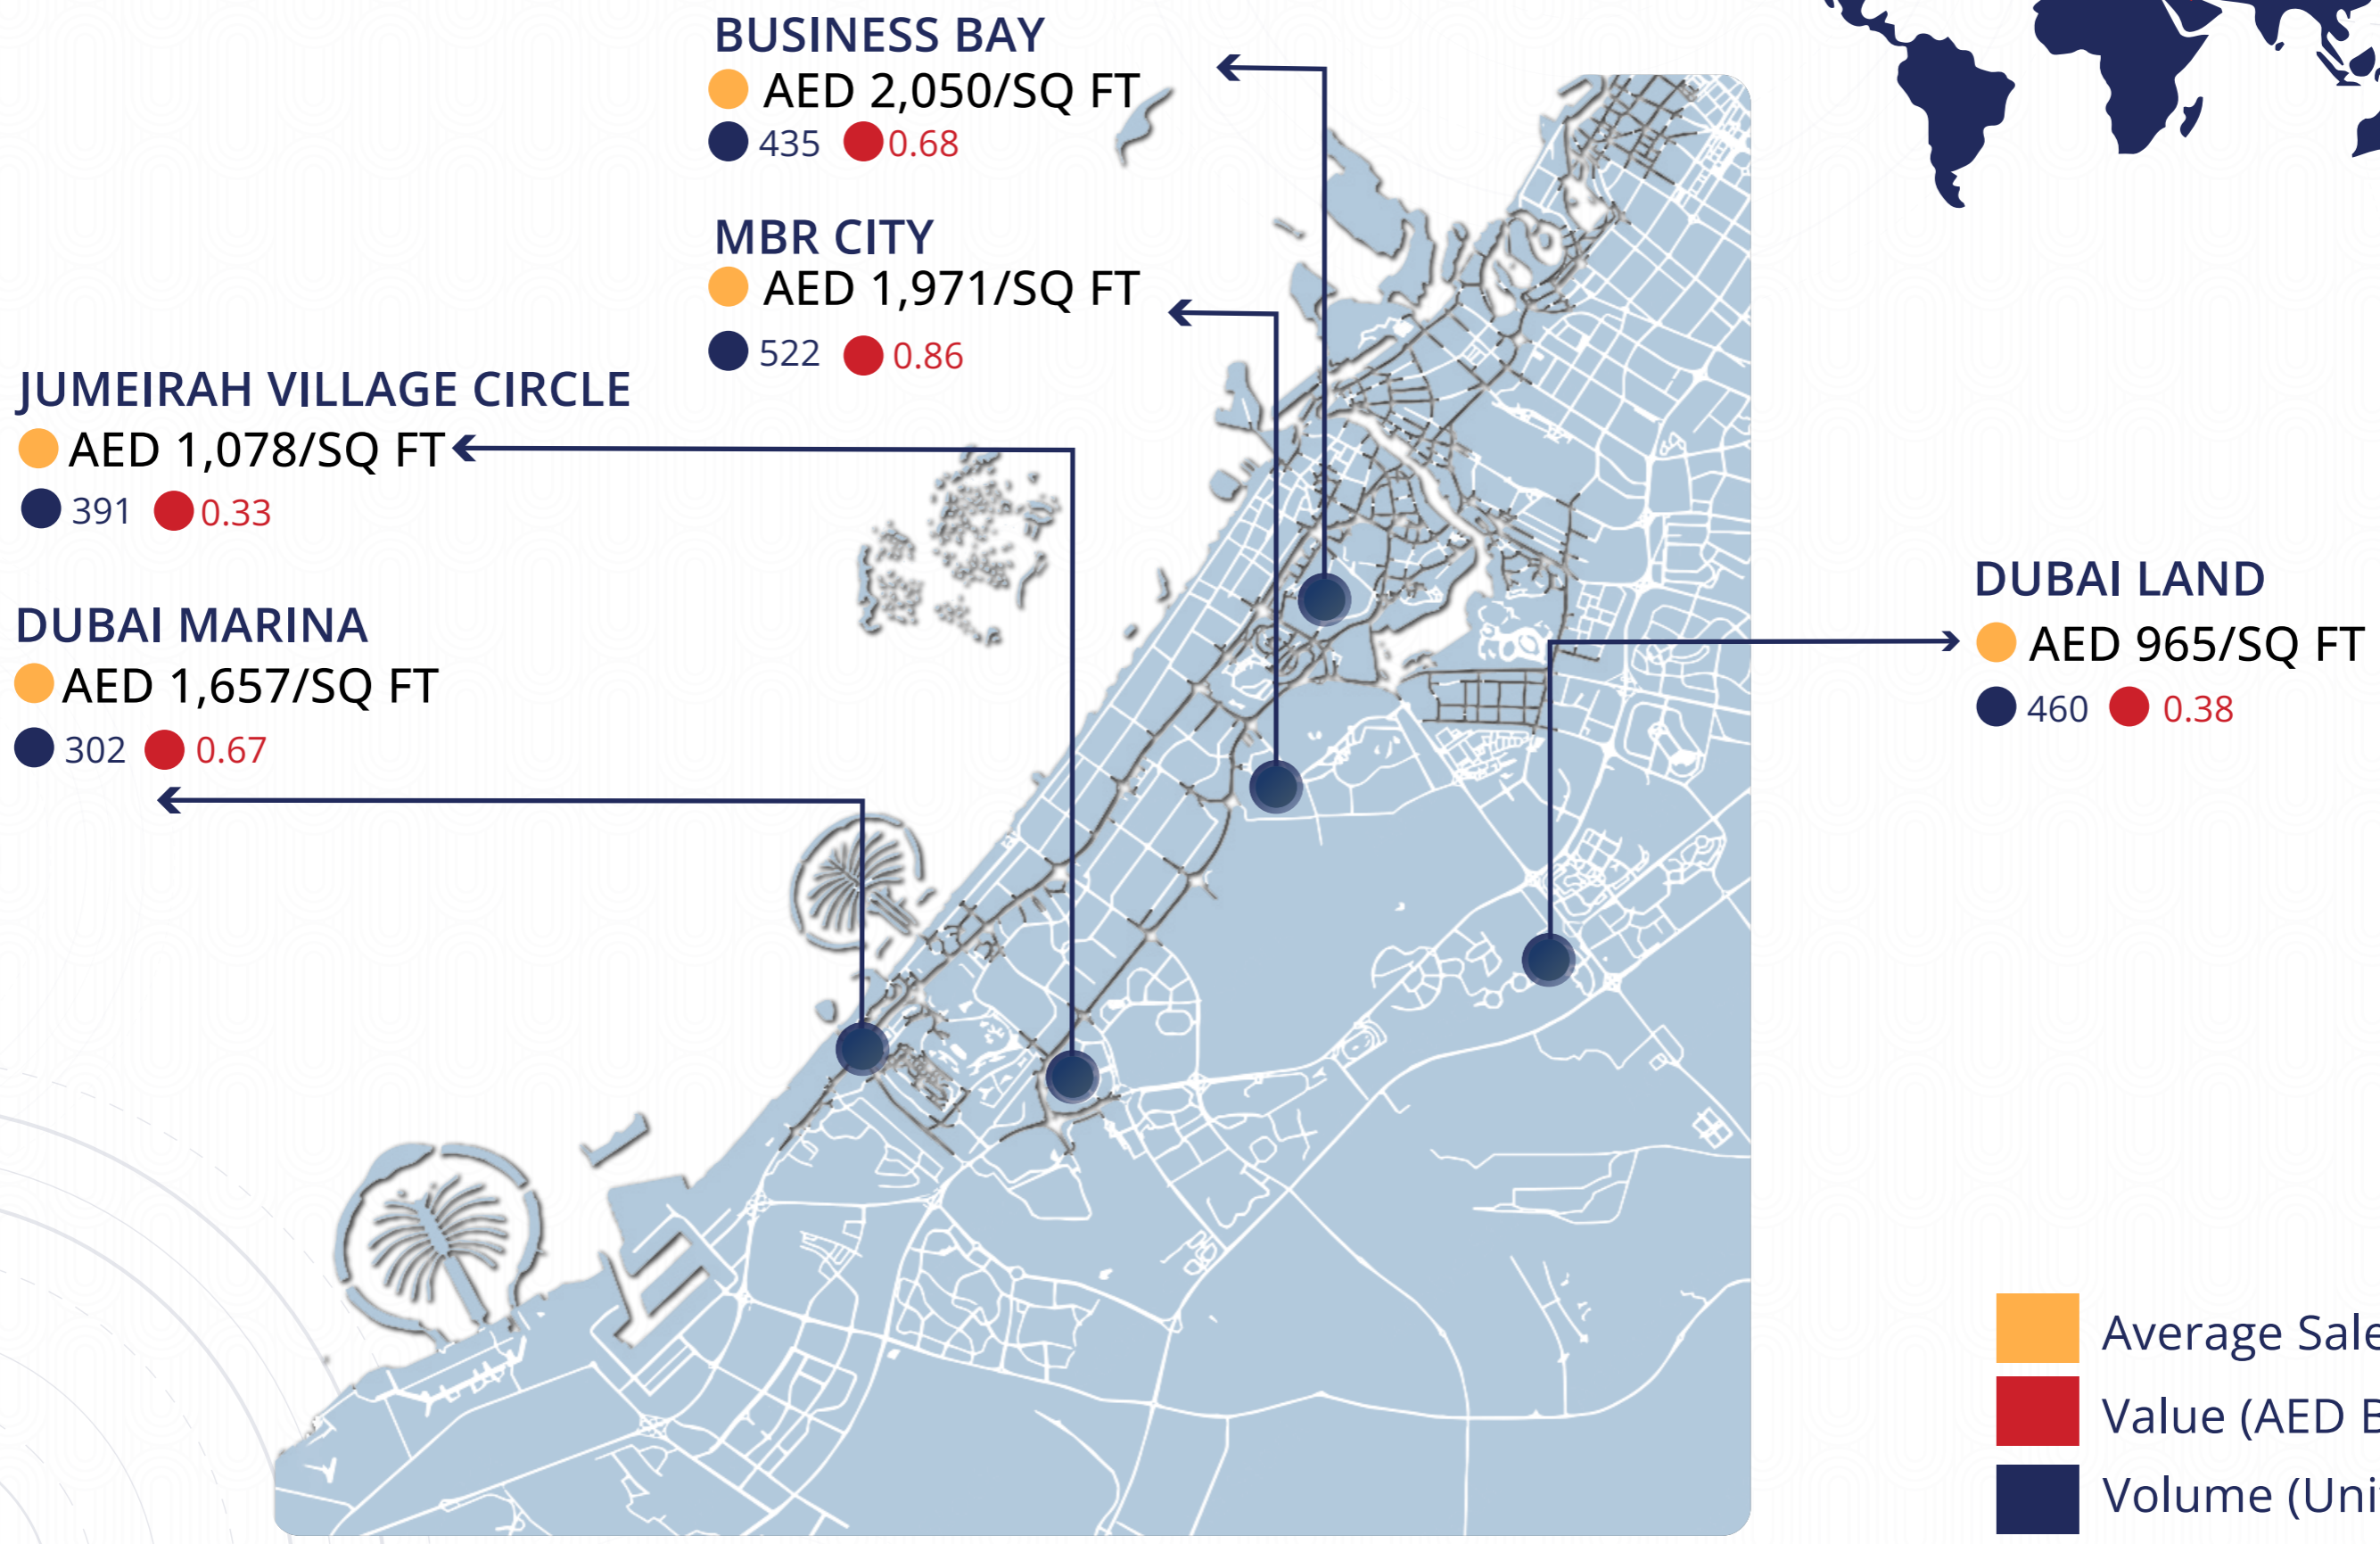 BUSINESS BAY
AED 2,050/SQ FT
435 0.68
MBR CITY
AED 1,971/SQ FT
522 0.86
JUMEIRAH VILLAGE CIRCLE
AED 1,078/SQ FT
391 0.33
DUBAI MARINA
AED 1,657/SQ FT
302 0.67
DUBAI LAND
AED 965/SQ FT
460 0.38
Average Sale
Value (AED B
Volume (Uni